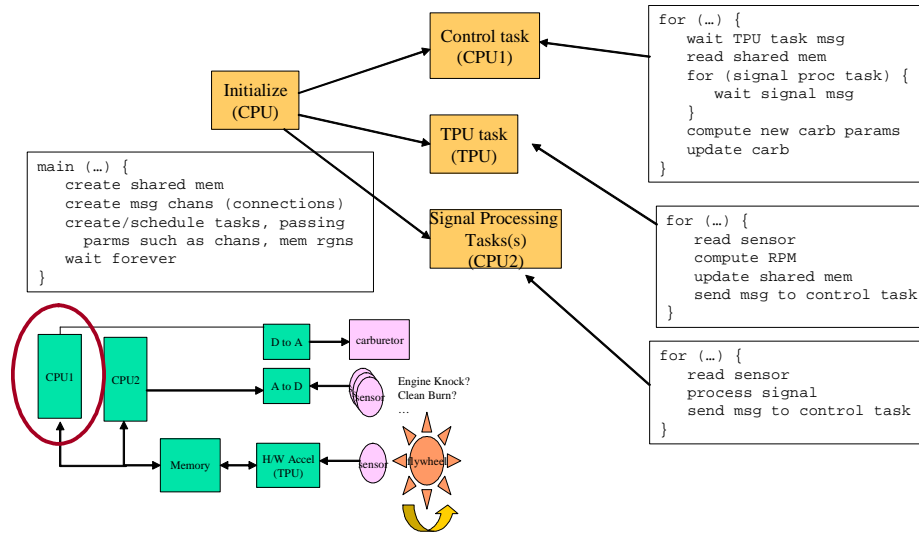 Control task
(CPU1)
for (…) {
wait TPU task msg
read shared mem
for (signal proc task) {
wait signal msg
}
compute new carb params
update carb
}
Initialize
(CPU)
TPU task
(TPU)
main (…) {
create shared mem
create msg chans (connections)
create/schedule tasks, passing
parms such as chans, mem rgns
wait forever
}
Signal Processing
Tasks(s)
(CPU2)
for (…) {
read sensor
compute RPM
update shared mem
send msg to control task
}
for (…) {
read sensor
process signal
send msg to control task
}
CPU1
CPU2
D to A
carburetor
A to D
sensor
Engine Knock?
Clean Burn?
…
Memory
H/W Accel
(TPU)
sensor
flywheel